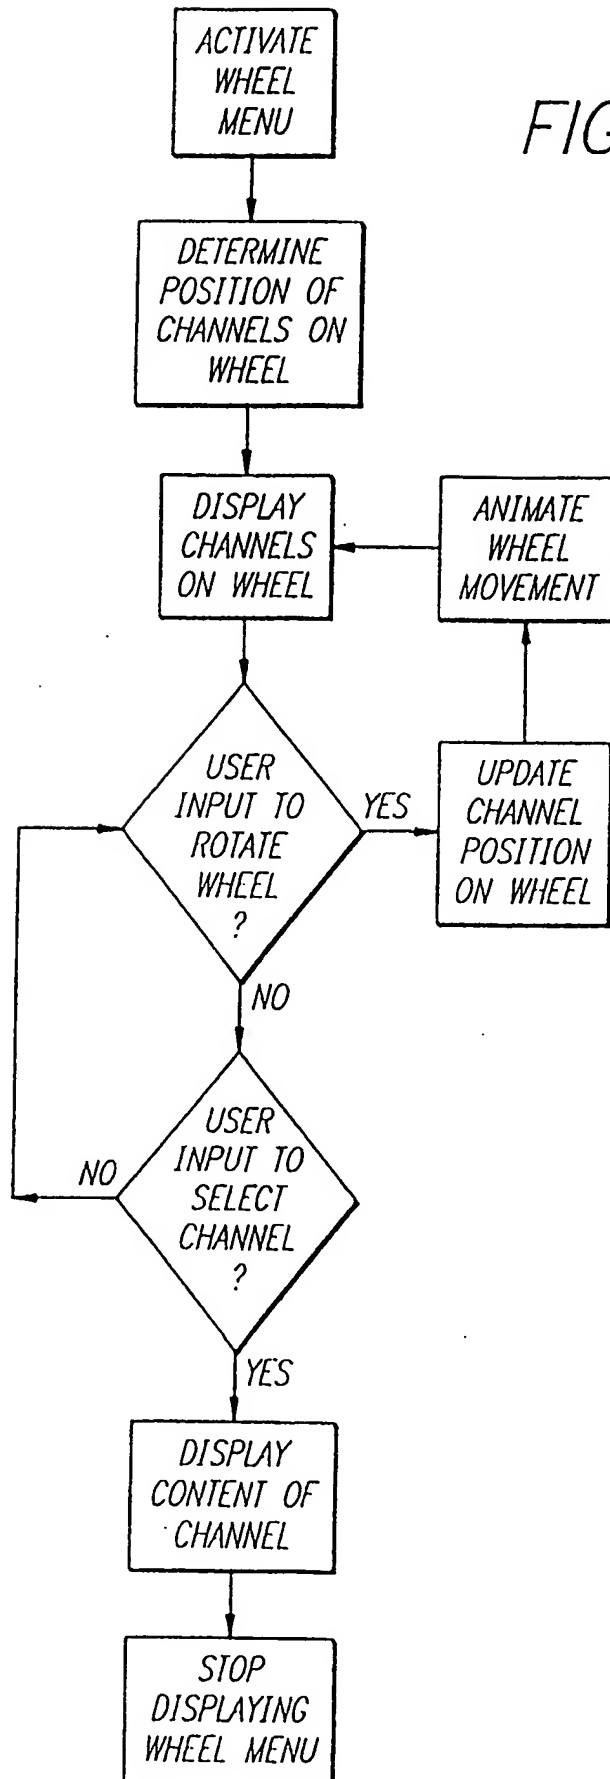 ACTIVATE
WHEEL
MENU
FIG
DETERMINE
POSITION OF
CHANNELS ON
WHEEL
DISPLAY
CHANNELS
ON WHEEL
ANIMATE
WHEEL
MOVEMENT
USER
INPUT TO
ROTATE
WHEEL
?
YES
UPDATE
CHANNEL
POSITION
ON WHEEL
NO
USER
INPUT TO
SELECT
CHANNEL
?
NO
YES
DISPLAY
CONTENT OF
CHANNEL
STOP
DISPLAYING
WHEEL MENU